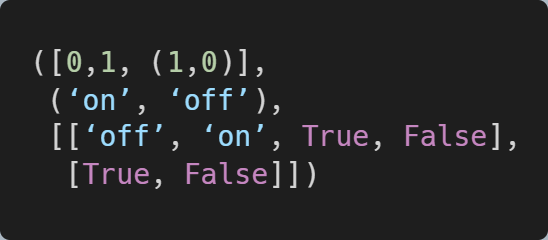 ([0,1, (1,0)],
(‘on’, ‘off’),
[[‘off’, ‘on’, True, False],
[True, False]])